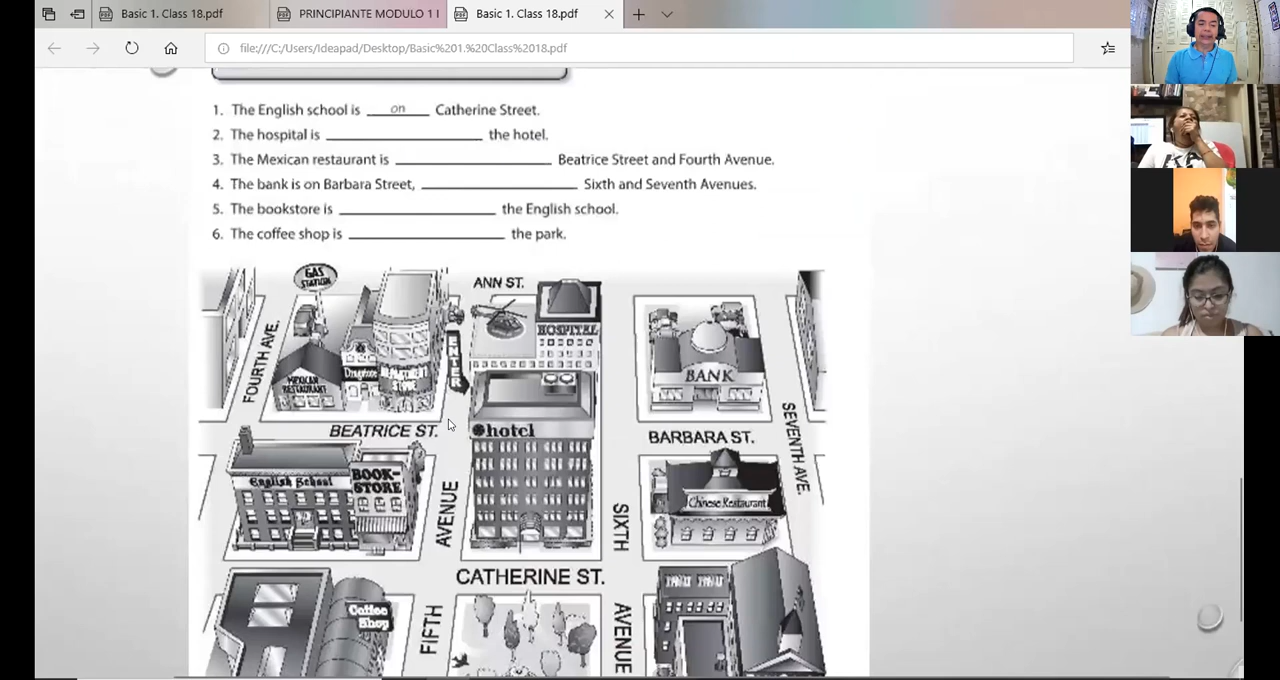 Basic 1. Class 18.pdf
PRINCIPIANTE MODULO 1 I
Basic 1. Class 18.pdf
file:///C:/Users/Ideapad/Desktop/Basic%201.%20Class%2018.pdf
1. The English school is on Catherine Street.
2. The hospital is the hotel.
3. The Mexican restaurant is Beatrice Street and Fourth Avenue.
4. The bank is on Barbara Street, Sixth and Seventh Avenues.
5. The bookstore is the English school.
6. The coffee shop is the park.
GAS STATION
ANN ST.
HOSPITAL
FOURTH AVE.
ENTER
MEXICAN RESTAURANT
Drugstore
DEPARTMENT STORE
BANK
BEATRICE ST.
hotel
BARBARA ST.
SEVENTH AVE.
English School
BOOK-STORE
Chinese Restaurant
AVENUE
SIXTH
CATHERINE ST.
Coffee Shop
FIFTH
AVENUE
KA